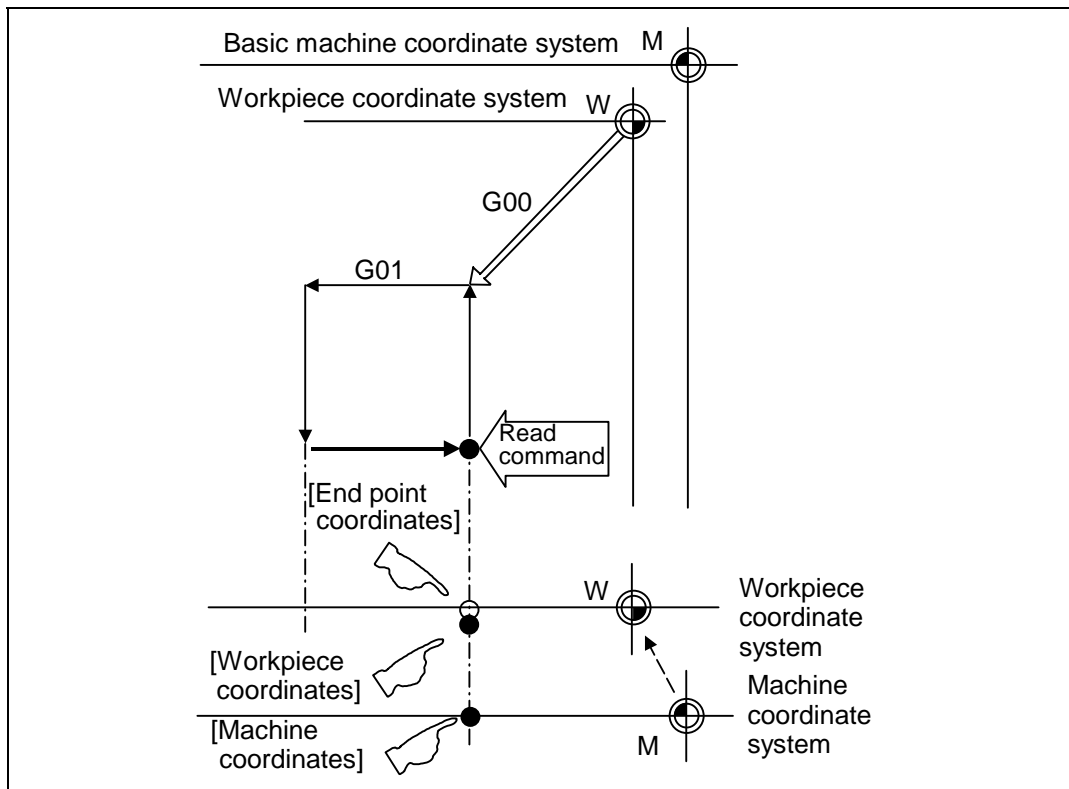 Basic machine coordinate system
M
Workpiece coordinate system
W
G00
G01
Read
command
[End point
coordinates]
W
Workpiece
coordinate
system
[Workpiece
coordinates]
Machine
coordinate
system
[Machine
coordinates]
M